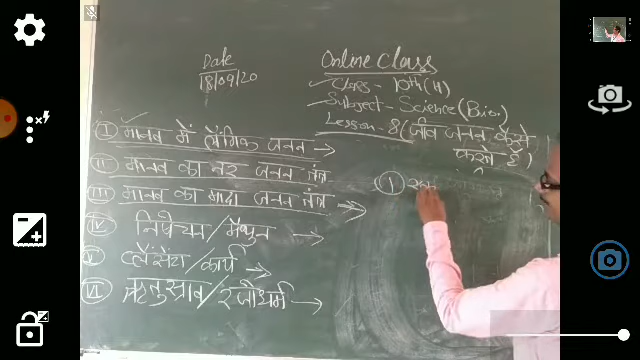 Date
18/09/20
Online Class
Class - 10th (H)
Subject - Science (Bio.)
Lesson - 8 (जीव जनन कैसे
करते हैं)
I मानव में लैंगिक जनन →
II मानव का नर जनन तंत्र
III मानव का मादा जनन तंत्र →
IV निषेचन/मैथुन →
V प्लेसेंटा/कार्य →
VI ऋतुस्त्राव/रजोधर्म →
①